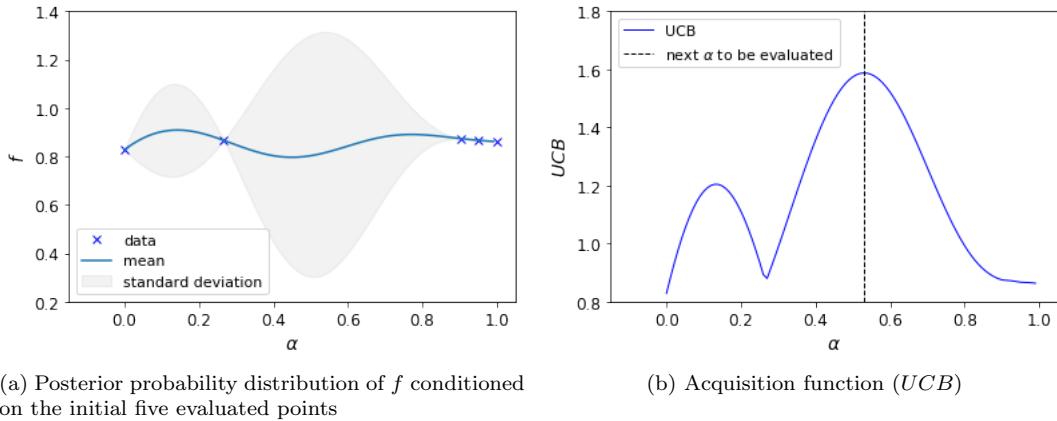 1.4
1.2
1.0
0.8
0.6
0.4
0.2
f
data
mean
standard deviation
0.0 0.2 0.4 0.6 0.8 1.0
α
(a) Posterior probability distribution of f conditioned
on the initial five evaluated points
1.8
1.6
1.4
1.2
1.0
0.8
UCB
UCB
next α to be evaluated
0.0 0.2 0.4 0.6 0.8 1.0
α
(b) Acquisition function (UCB)